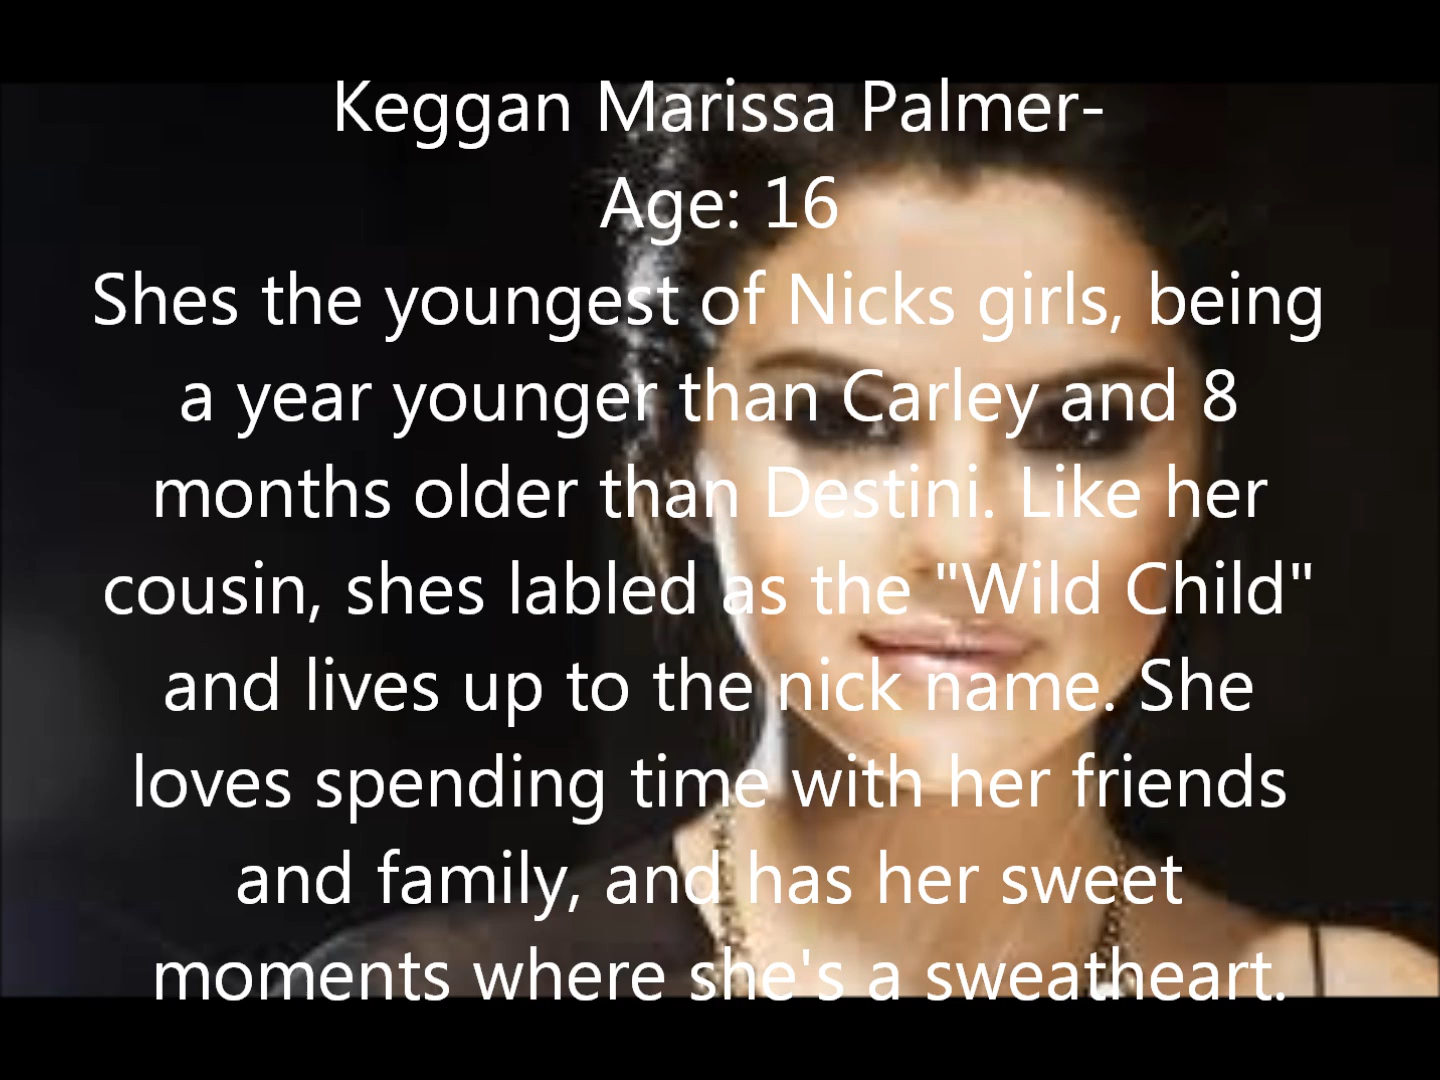 Keggan Marissa Palmer-
Age: 16
Shes the youngest of Nicks girls, being
a year younger than Carley and 8
months older than Destini. Like her
cousin, shes labled as the "Wild Child"
and lives up to the nick name. She
loves spending time with her friends
and family, and has her sweet
moments where she's a sweatheart.